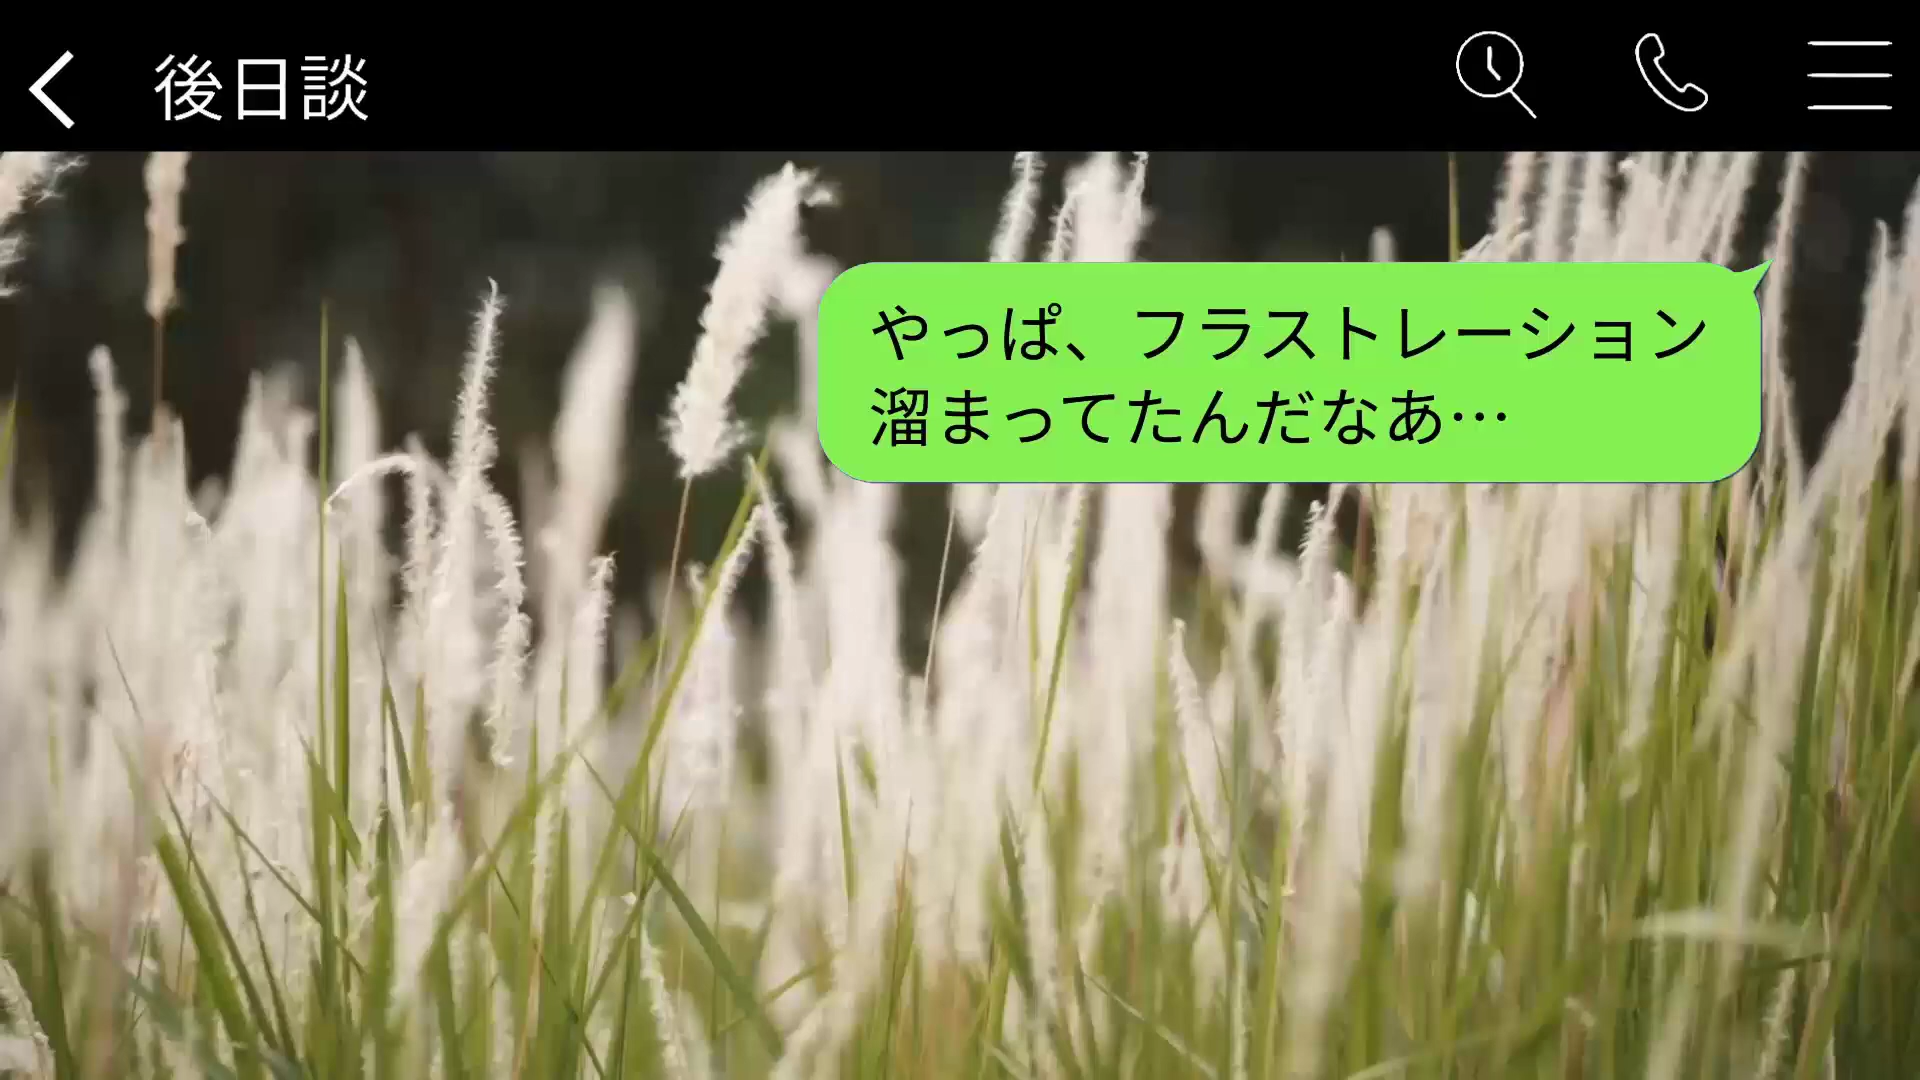 後日談
やっぱ、フラストレーション
溜まってたんだなあ…